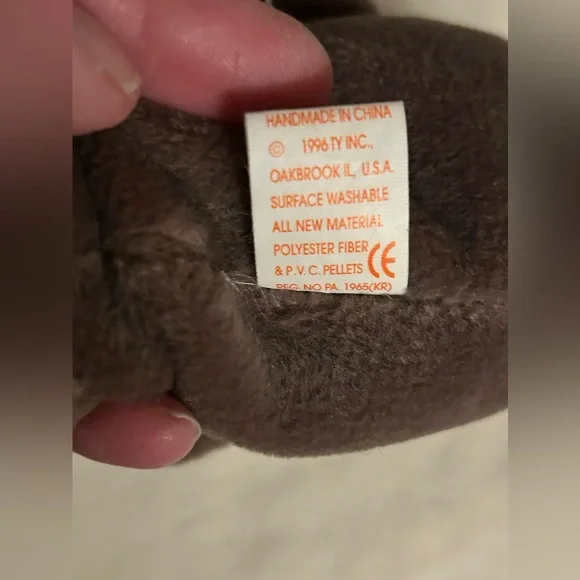 HANDMADE IN CHINA
© 1996 TY INC.,
OAKBROOK IL, U.S.A.
SURFACE WASHABLE
ALL NEW MATERIAL
POLYESTER FIBER
& P.V.C. PELLETS CE
REG. NO PA. 1965(KR)